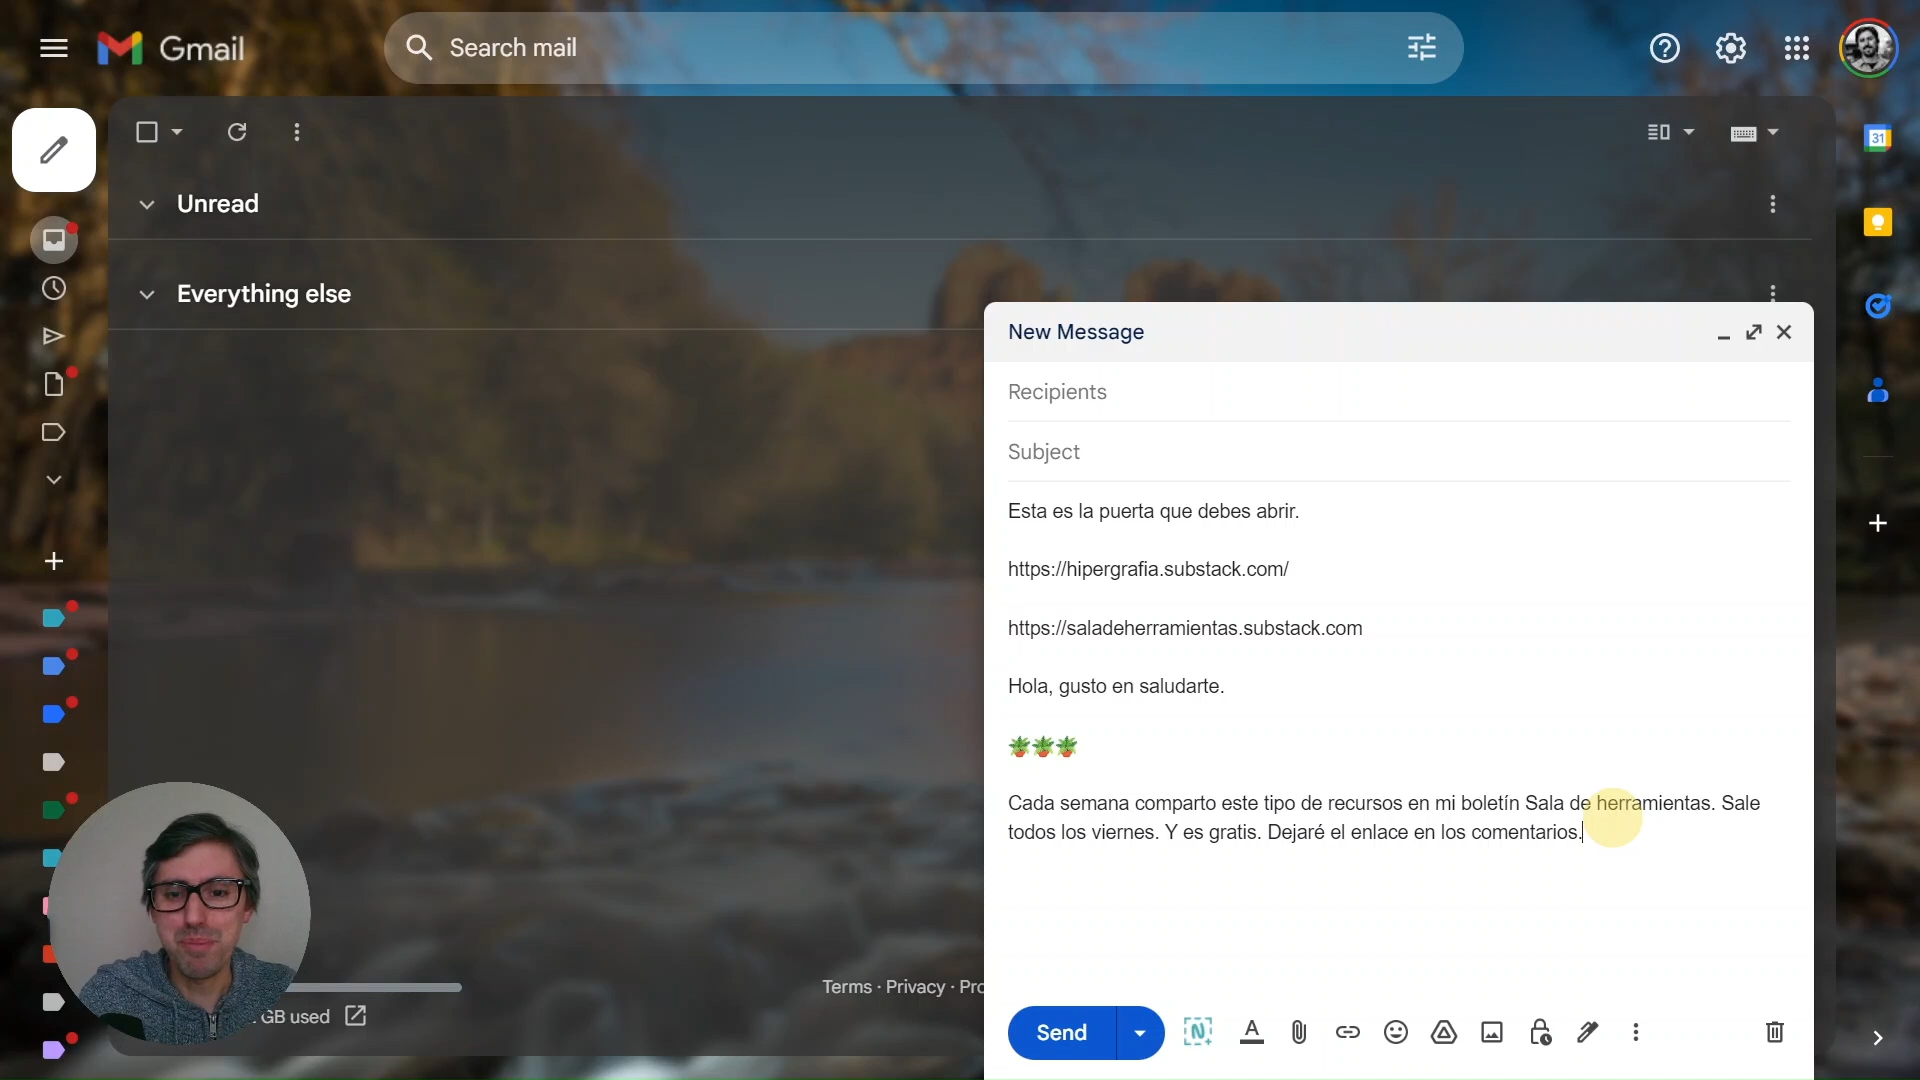 Gmail
Search mail
Unread
Everything else
New Message
Recipients
Subject
Esta es la puerta que debes abrir.
https://hipergrafia.substack.com/
https://saladeherramientas.substack.com
Hola, gusto en saludarte.
Cada semana comparto este tipo de recursos en mi boletín Sala de herramientas. Sale
todos los viernes. Y es gratis. Dejaré el enlace en los comentarios.
Send
Terms · Privacy · Pro
GB used
31